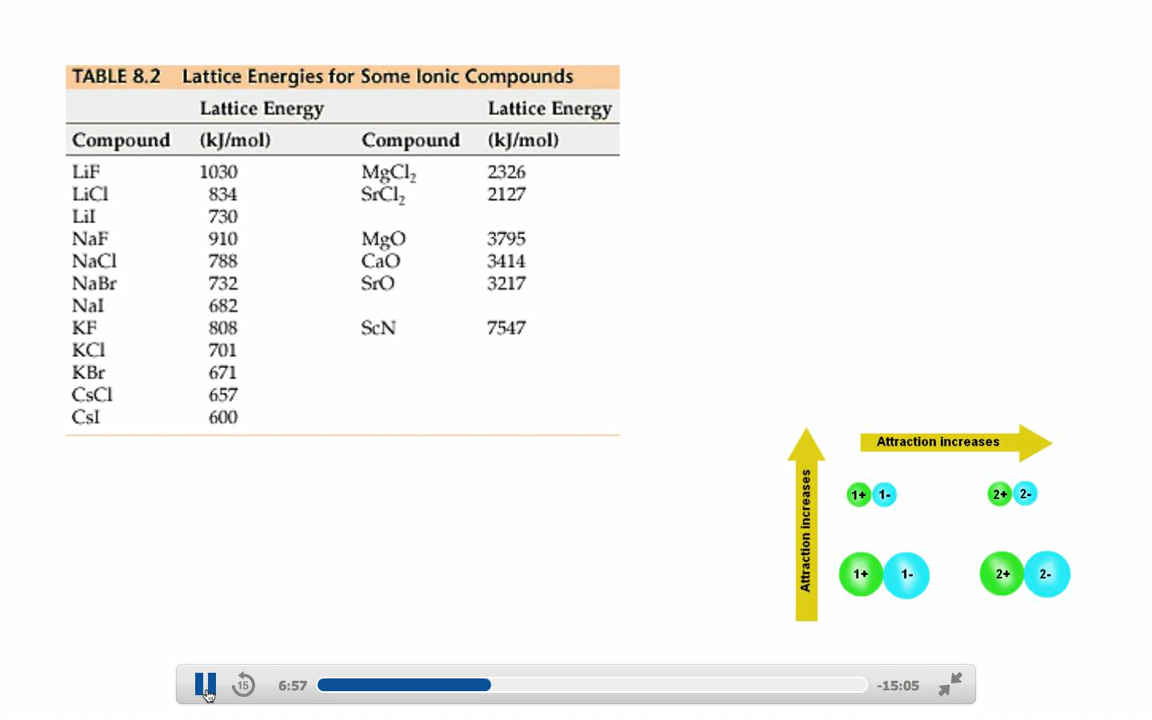 TABLE 8.2 Lattice Energies for Some Ionic Compounds
Lattice Energy Lattice Energy
Compound (kJ/mol) Compound (kJ/mol)
LiF 1030 MgCl₂ 2326
LiCl 834 SrCl₂ 2127
LiI 730
NaF 910 MgO 3795
NaCl 788 CaO 3414
NaBr 732 SrO 3217
NaI 682
KF 808 ScN 7547
KCl 701
KBr 671
CsCl 657
CsI 600
Attraction increases
Attraction increases
1+ 1- 2+ 2-
1+ 1- 2+ 2-
15 6:57 -15:05